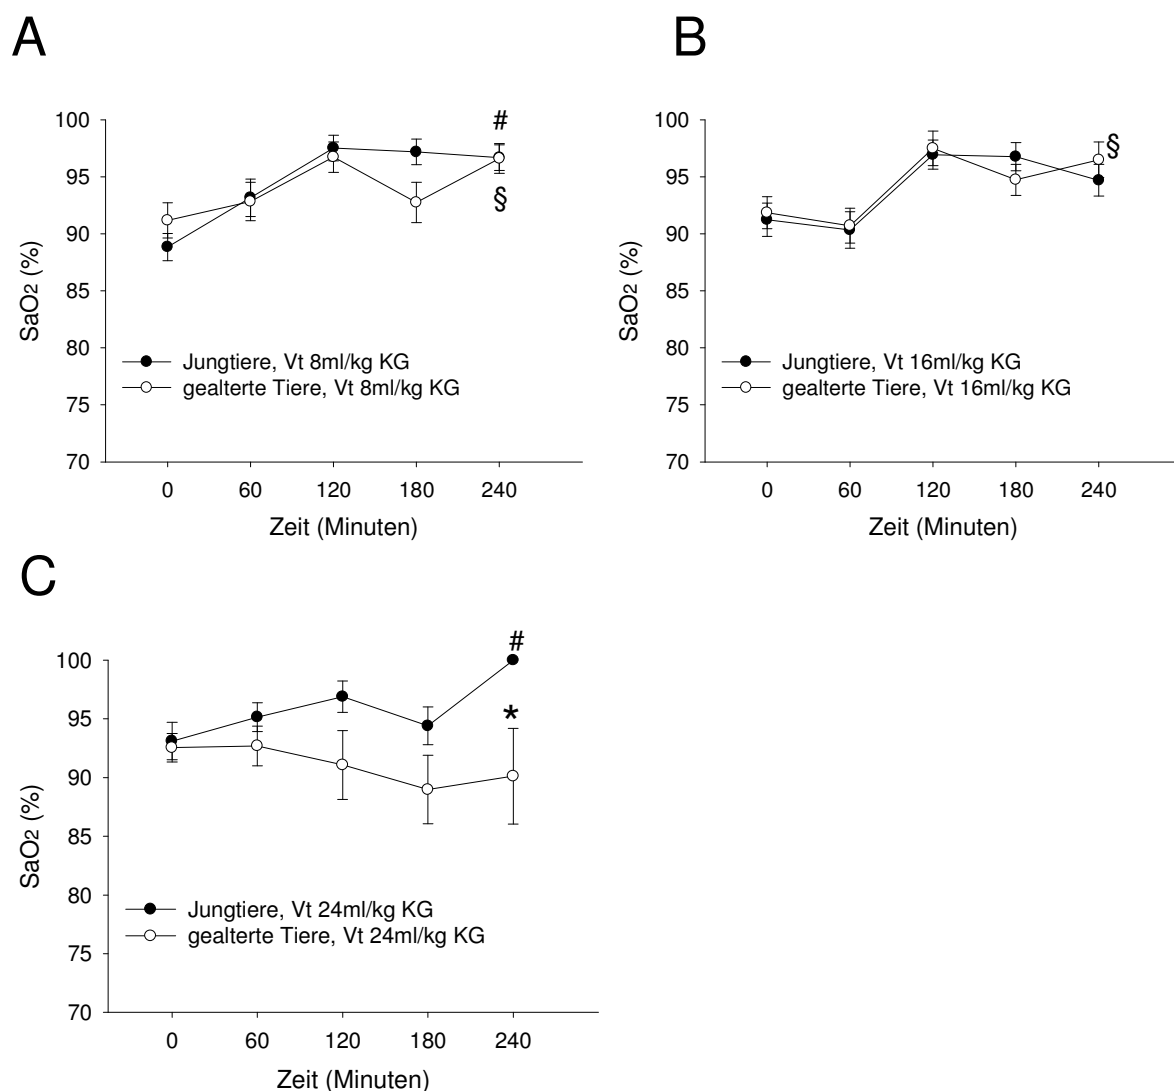 A
100
95
90
85
80
75
70
SaO2 (%)
#
§
Jungtiere, Vt 8ml/kg KG
gealterte Tiere, Vt 8ml/kg KG
0 60 120 180 240
Zeit (Minuten)
B
100
95
90
85
80
75
70
SaO2 (%)
§
Jungtiere, Vt 16ml/kg KG
gealterte Tiere, Vt 16ml/kg KG
0 60 120 180 240
Zeit (Minuten)
C
100
95
90
85
80
75
70
SaO2 (%)
#
*
Jungtiere, Vt 24ml/kg KG
gealterte Tiere, Vt 24ml/kg KG
0 60 120 180 240
Zeit (Minuten)